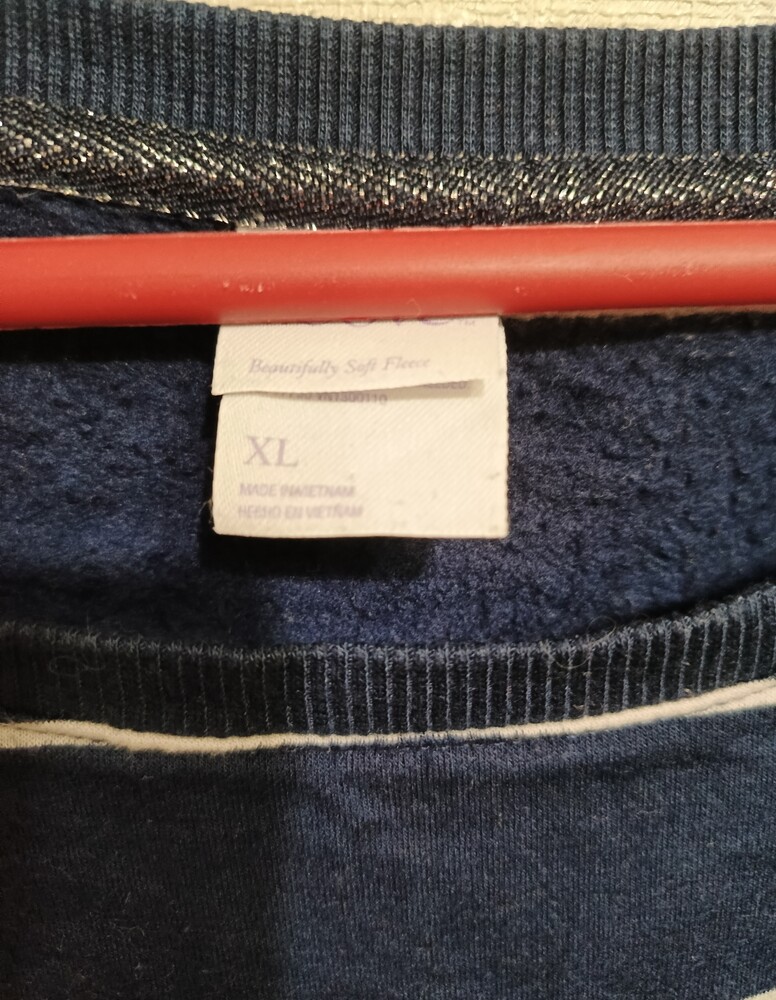 Beautifully Soft Fleece
XL
MADE IN VIETNAM
HECHO EN VIETNAM